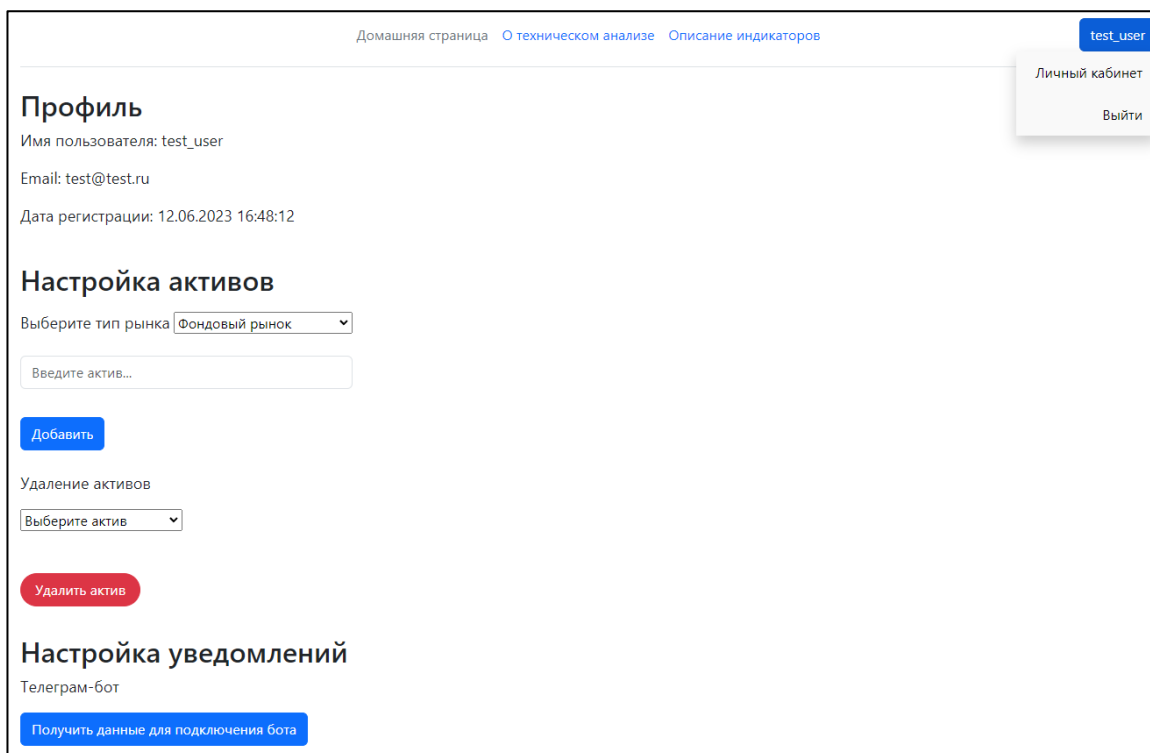 Домашняя страница О техническом анализе Описание индикаторов test_user
Личный кабинет
Выйти
Профиль
Имя пользователя: test_user
Email: test@test.ru
Дата регистрации: 12.06.2023 16:48:12
Настройка активов
Выберите тип рынка Фондовый рынок
Введите актив...
Добавить
Удаление активов
Выберите актив
Удалить актив
Настройка уведомлений
Телеграм-бот
Получить данные для подключения бота